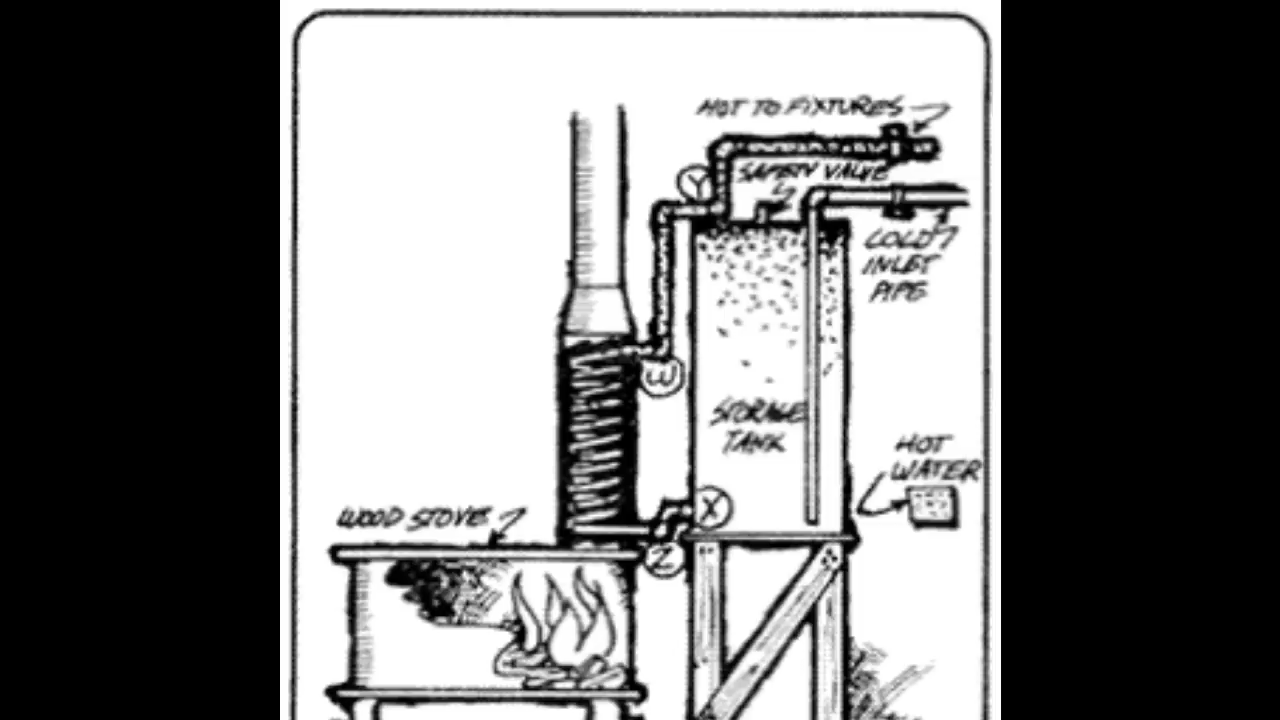 HOT TO FIXTURES
Y
SAFETY VALVE
COLD
INLET
PIPE
W
STORAGE
TANK
HOT
WATER
X
WOOD STOVE
Z